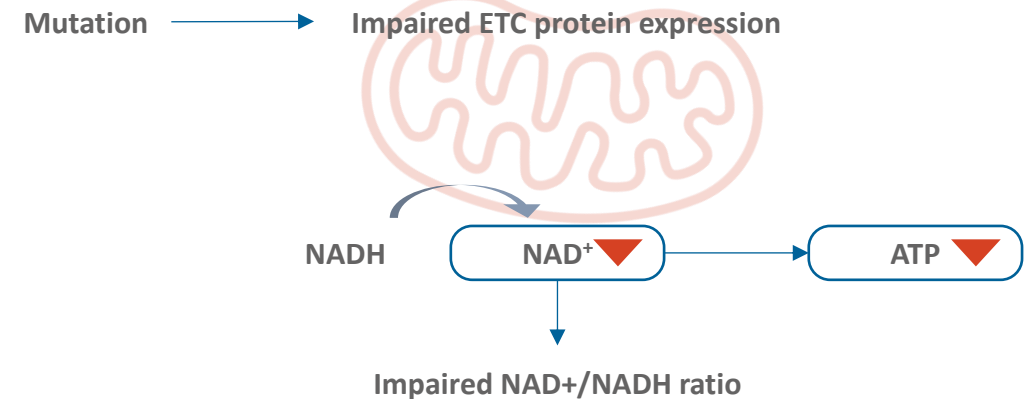 Mutation
Impaired ETC protein expression
NADH
NAD⁺
ATP
Impaired NAD+/NADH ratio